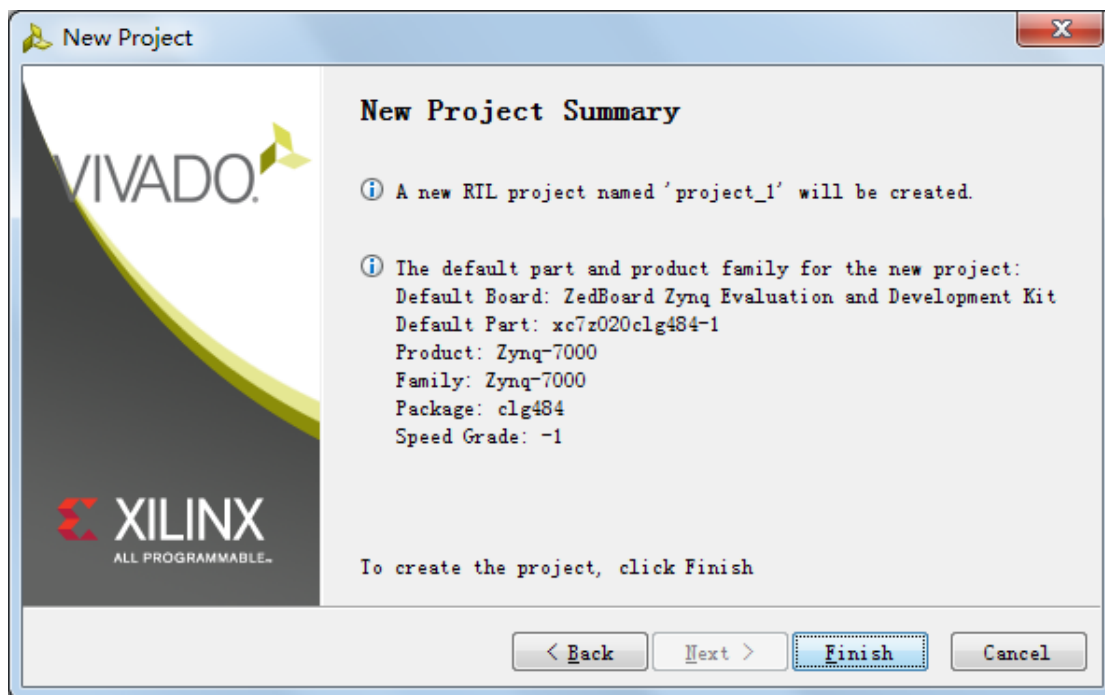 New Project
New Project Summary
VIVADO.
A new RTL project named 'project_1' will be created.
The default part and product family for the new project:
Default Board: ZedBoard Zynq Evaluation and Development Kit
Default Part: xc7z020clg484-1
Product: Zynq-7000
Family: Zynq-7000
Package: clg484
Speed Grade: -1
XILINX
ALL PROGRAMMABLE™
To create the project, click Finish
< Back
Next >
Finish
Cancel